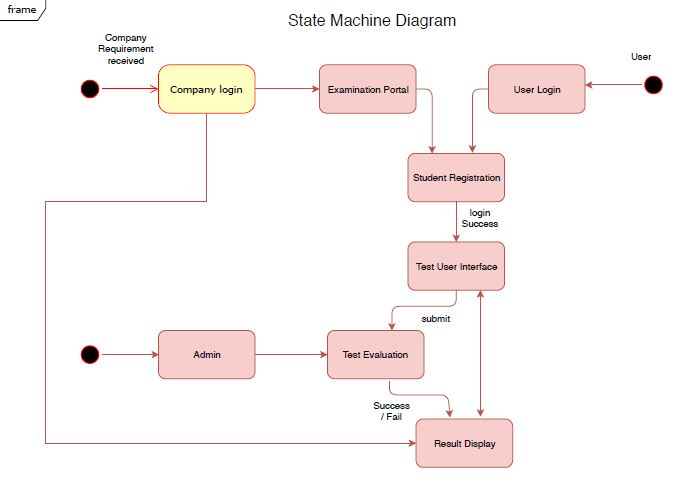 frame
State Machine Diagram
Company
Requirement
received
User
Company login
Examination Portal
User Login
Student Registration
login
Success
Test User Interface
submit
Admin
Test Evaluation
Success
/ Fail
Result Display